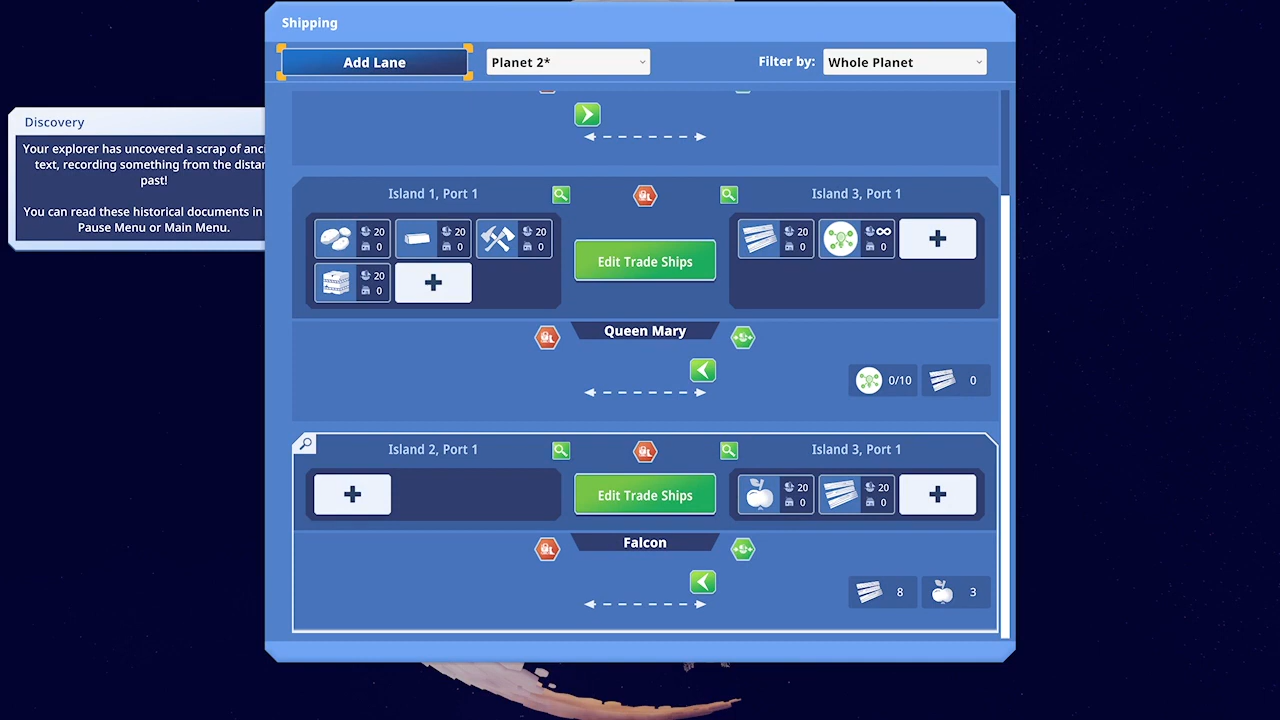 Shipping
Add Lane
Planet 2*
Filter by:
Whole Planet
Discovery
Your explorer has uncovered a scrap of
text, recording something from the
past!
You can read these historical documents in
Pause Menu or Main Menu.
Island 1, Port 1
Island 3, Port 1
20
0
20
0
20
0
20
0
∞
0
20
0
Edit Trade Ships
Queen Mary
0/10
0
Island 2, Port 1
Island 3, Port 1
20
0
20
0
Edit Trade Ships
Falcon
8
3